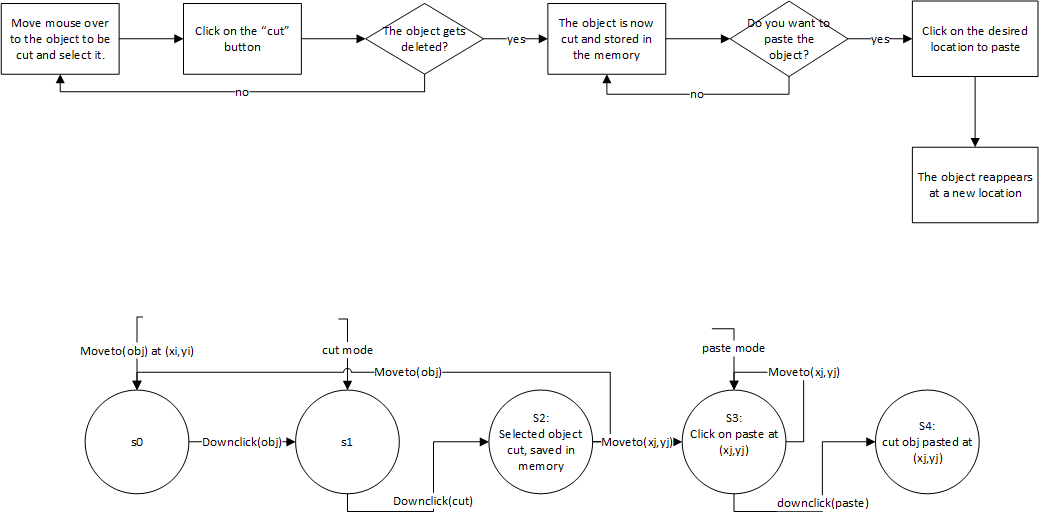 Move mouse over
to the object to be
cut and select it.
Click on the “cut”
button
The object gets
deleted?
yes
The object is now
cut and stored in
the memory
Do you want to
paste the
object?
yes
Click on the desired
location to paste
no
no
The object reappears
at a new location
Moveto(obj) at (xi,yi)
cut mode
paste mode
Moveto(obj)
Moveto(xj,yj)
s0
Downclick(obj)
s1
S2:
Selected object
cut, saved in
memory
Moveto(xj,yj)
S3:
Click on paste at
(xj,yj)
S4:
cut obj pasted at
(xj,yj)
Downclick(cut)
downclick(paste)